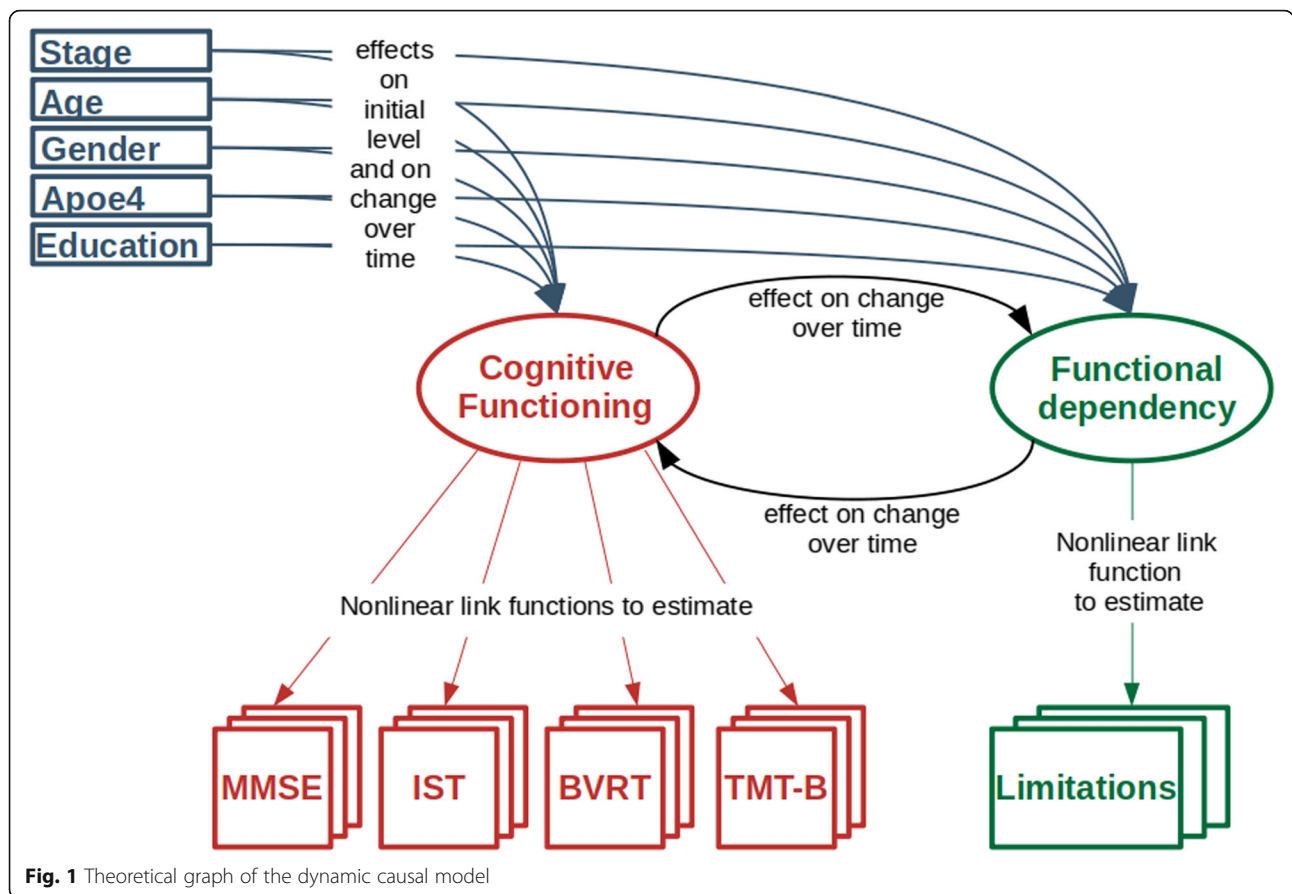 Stage
Age
Gender
Apoe4
Education
effects
on
initial
level
and on
change
over
time
effect on change
over time
Cognitive
Functioning
Functional
dependency
effect on change
over time
Nonlinear link
function
to estimate
Nonlinear link functions to estimate
MMSE
IST
BVRT
TMT-B
Limitations
Fig. 1 Theoretical graph of the dynamic causal model